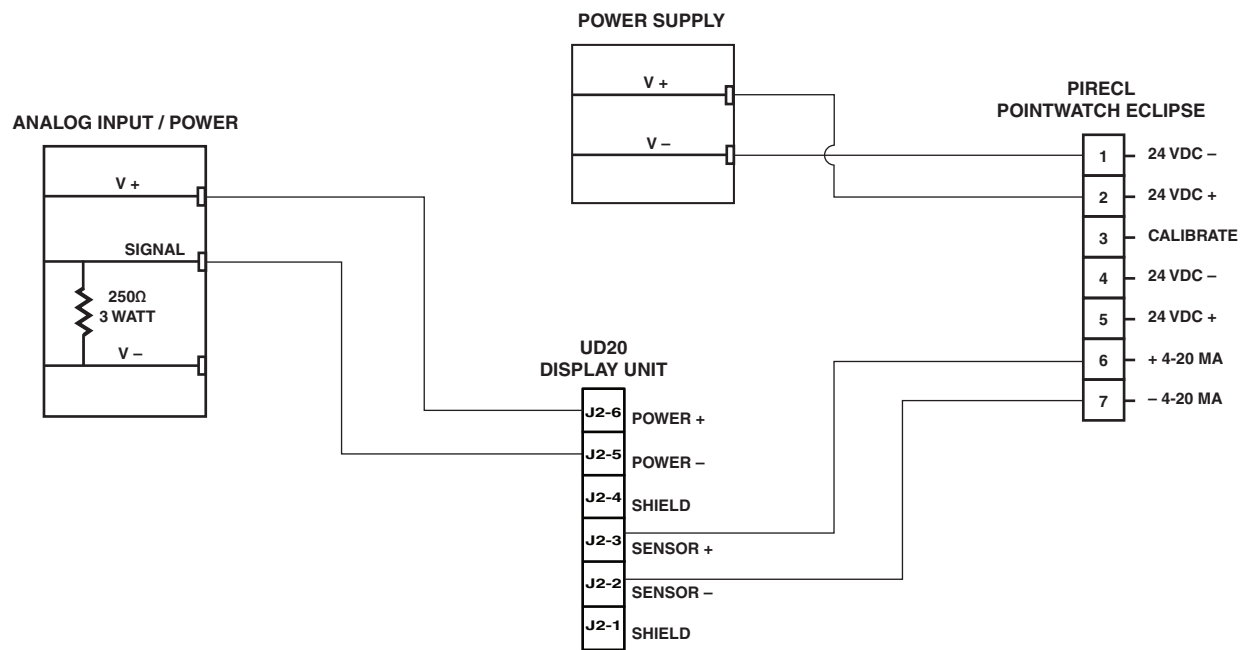 POWER SUPPLY
V +
V –
ANALOG INPUT / POWER
V +
SIGNAL
250Ω
3 WATT
V –
PIRECL
POINTWATCH ECLIPSE
1 24 VDC –
2 24 VDC +
3 CALIBRATE
4 24 VDC –
5 24 VDC +
6 + 4-20 MA
7 – 4-20 MA
UD20
DISPLAY UNIT
J2-6 POWER +
J2-5 POWER –
J2-4 SHIELD
J2-3 SENSOR +
J2-2 SENSOR –
J2-1 SHIELD